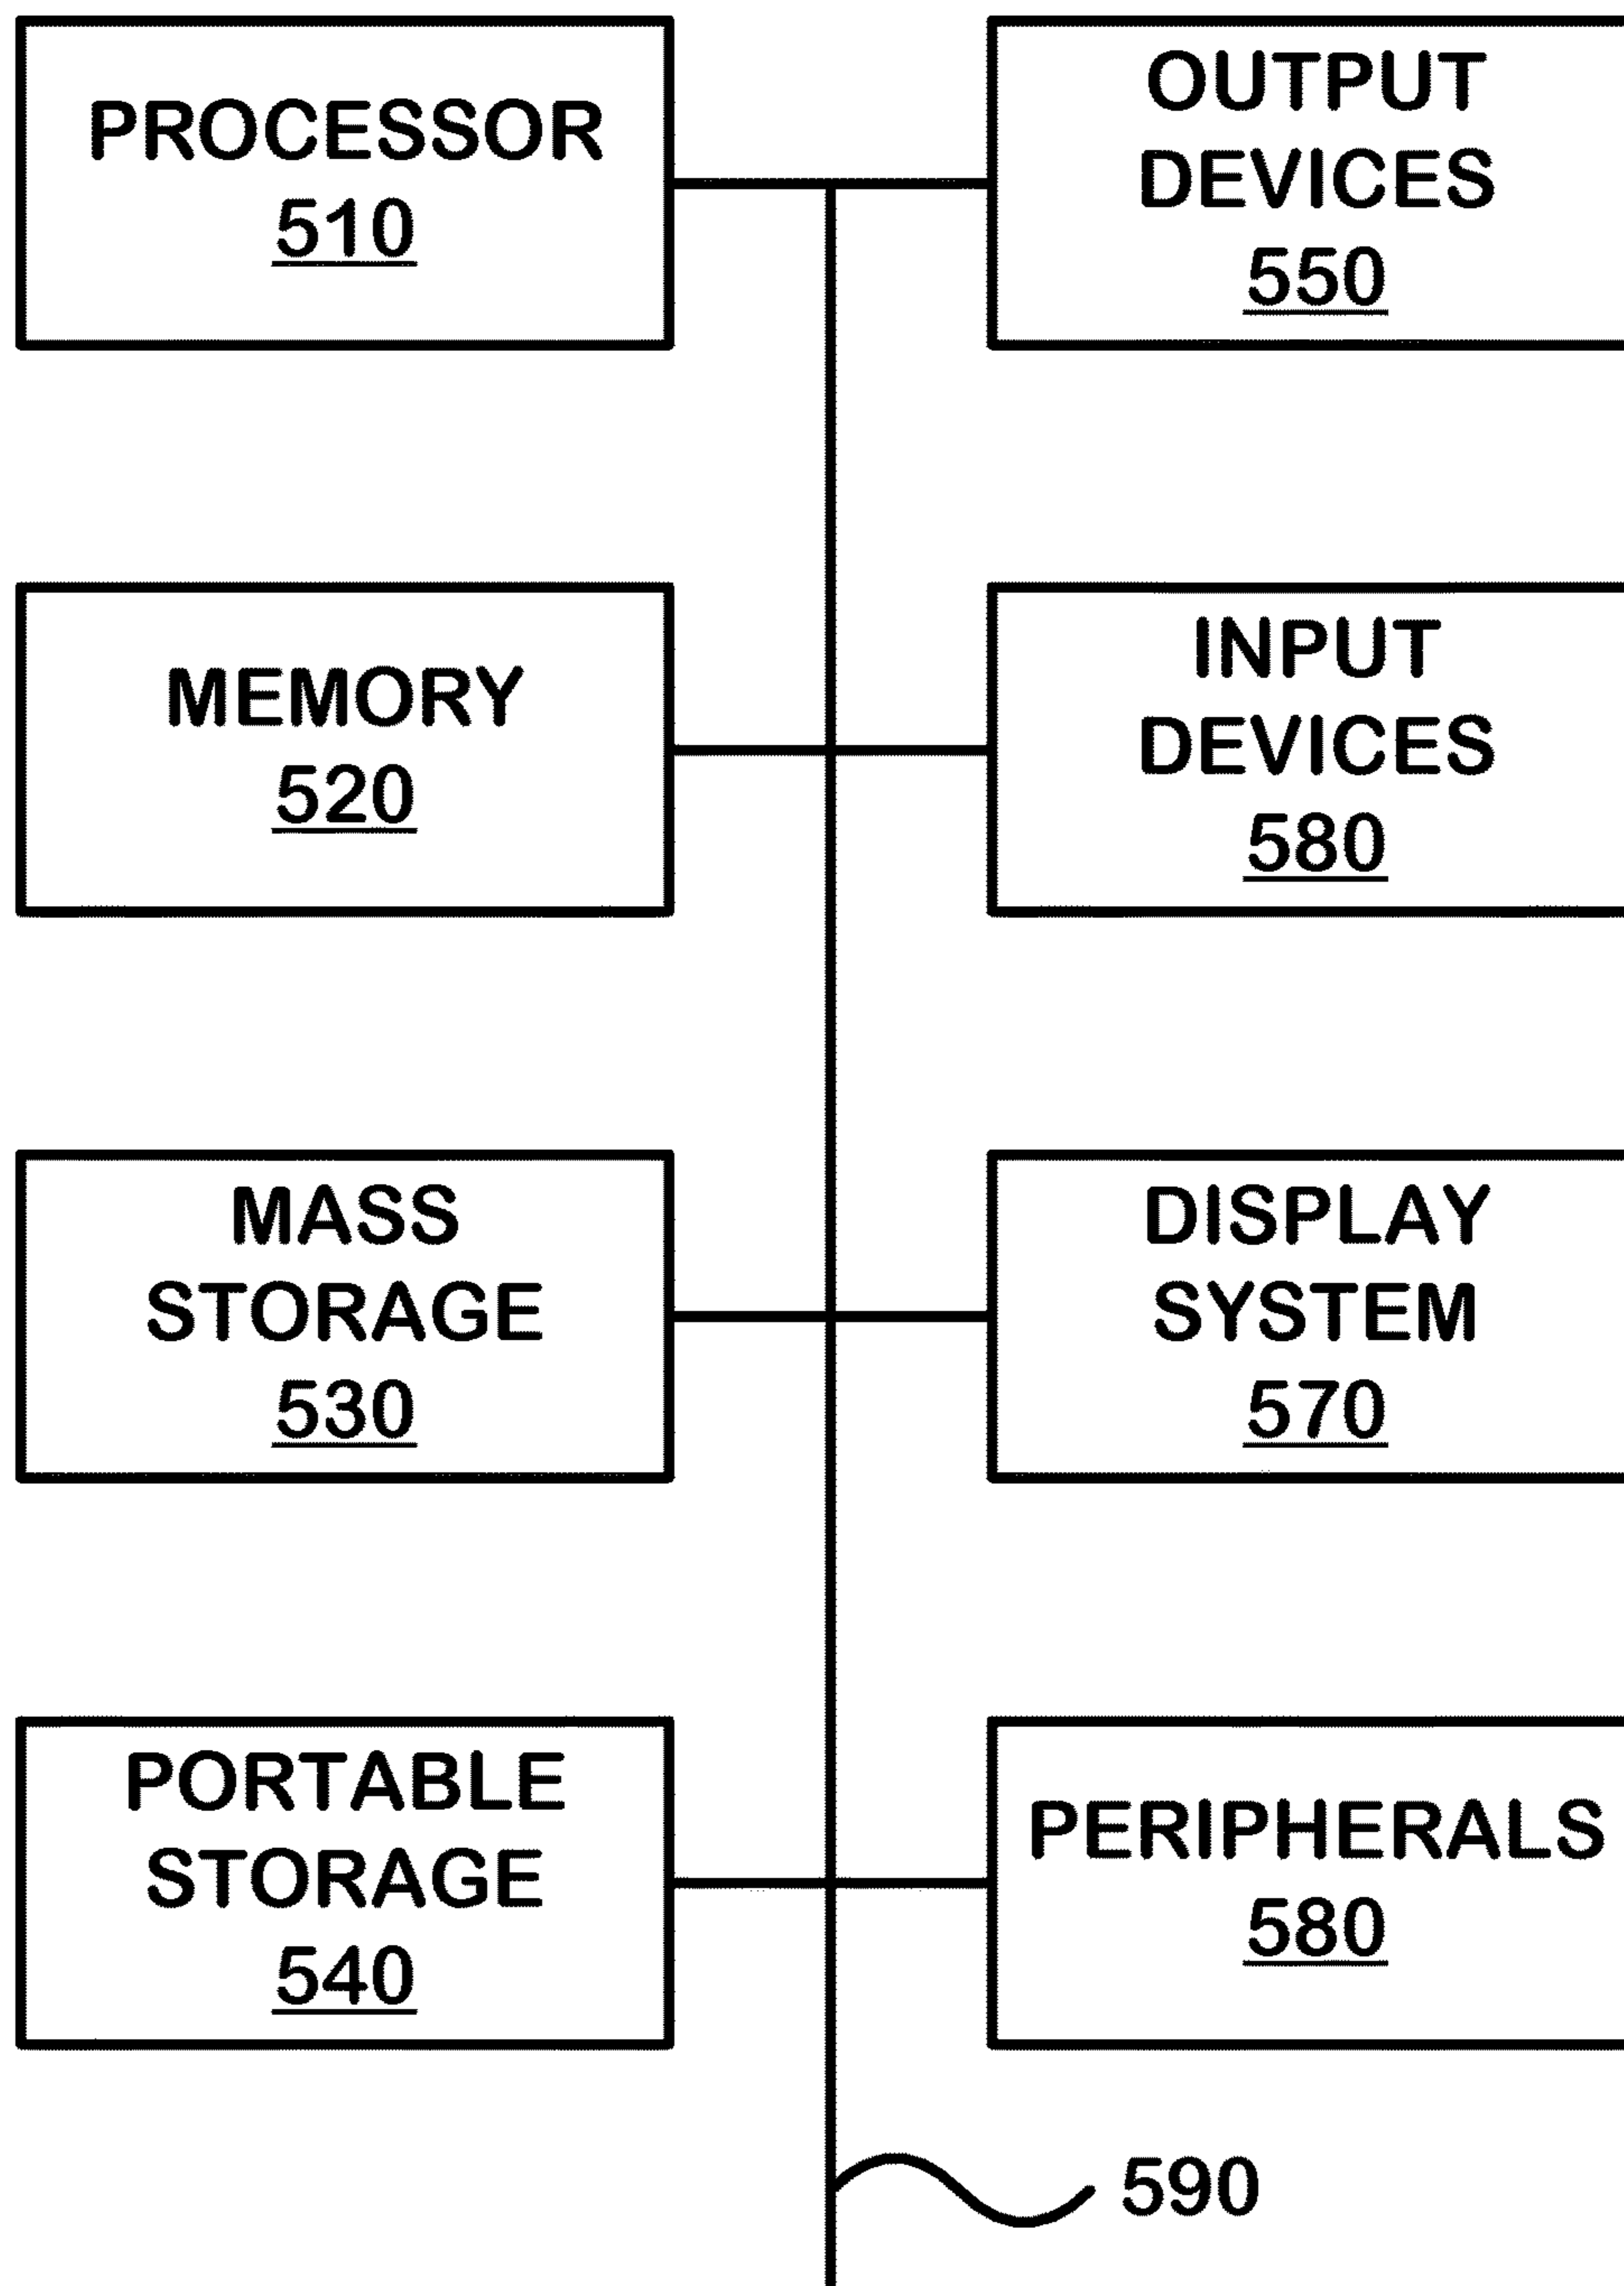 PROCESSOR
510
OUTPUT
DEVICES
550
MEMORY
520
INPUT
DEVICES
580
MASS
STORAGE
530
DISPLAY
SYSTEM
570
PORTABLE
STORAGE
540
PERIPHERALS
580
590